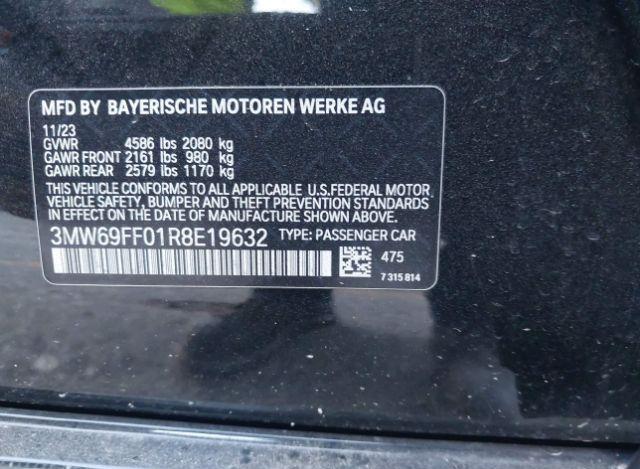 MFD BY BAYERISCHE MOTOREN WERKE AG
11/23
GVWR 4586 lbs 2080 kg
GAWR FRONT 2161 lbs 980 kg
GAWR REAR 2579 lbs 1170 kg
THIS VEHICLE CONFORMS TO ALL APPLICABLE U.S.FEDERAL MOTOR
VEHICLE SAFETY, BUMPER, AND THEFT PREVENTION
STANDARDS IN EFFECT ON THE DATE OF MANUFACTURE SHOWN ABOVE.
3MW69FF01R8E19632 TYPE: PASSENGER CAR
475
7 315 814